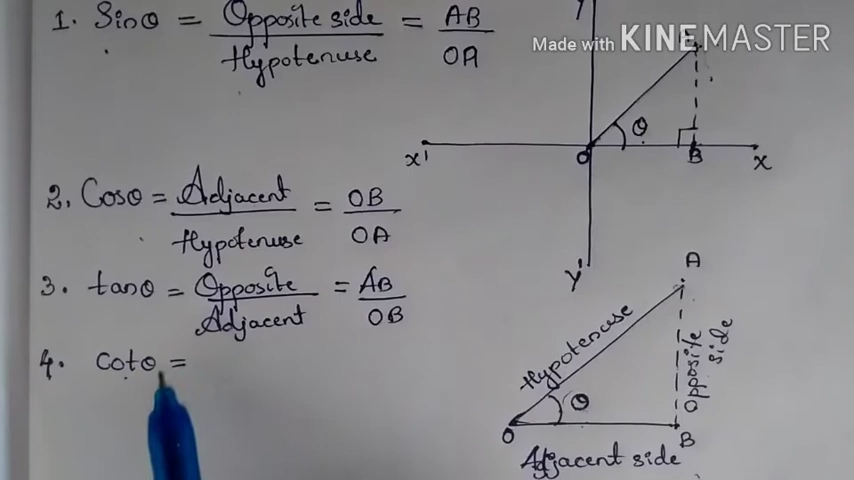 1. Sinθ = Opposite side / Hypotenuse = AB / OA
Made with KINEMASTER
Y
A
θ
X' O B X
2. Cosθ = Adjacent / Hypotenuse = OB / OA
Y'
3. tanθ = Opposite / Adjacent = AB / OB
4. cotθ =
A
Hypotenuse
Opposite side
θ
O B
Adjacent side